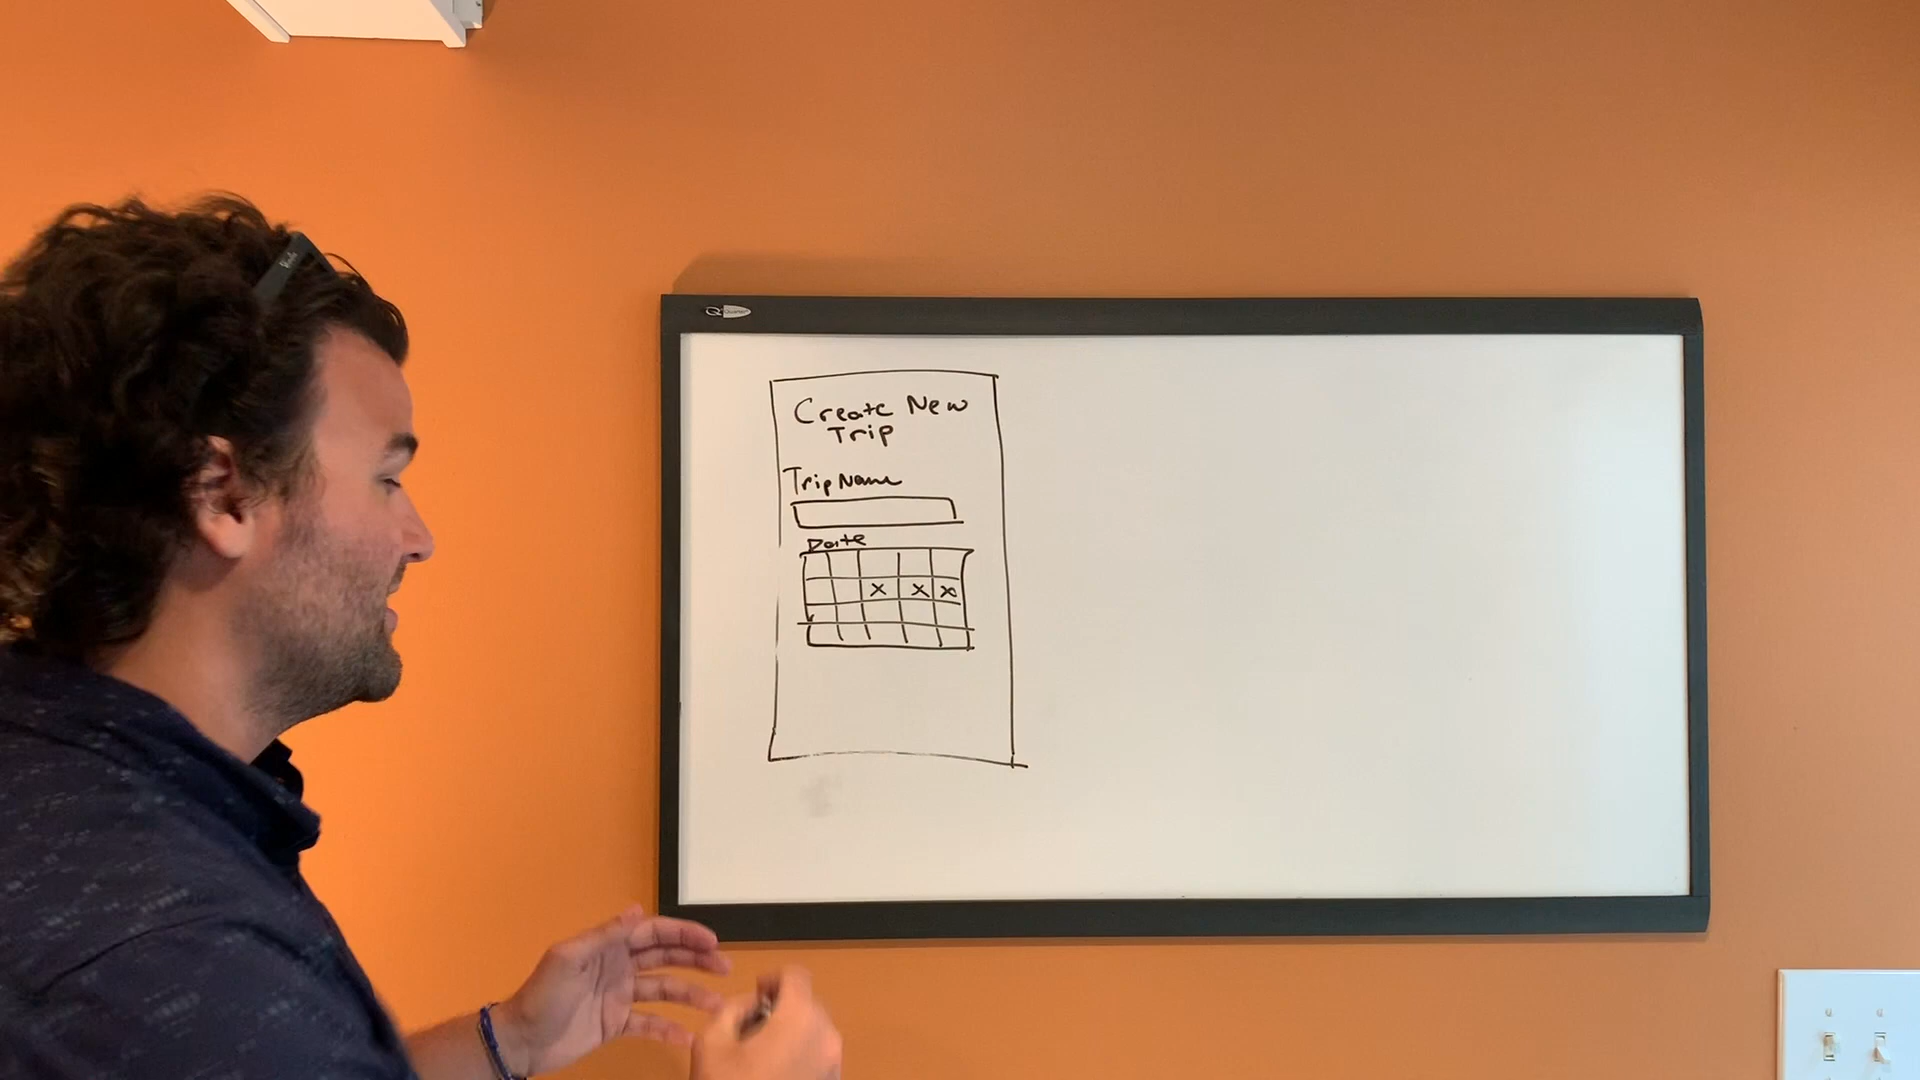 Create New
Trip
Trip Name
Date
X X X